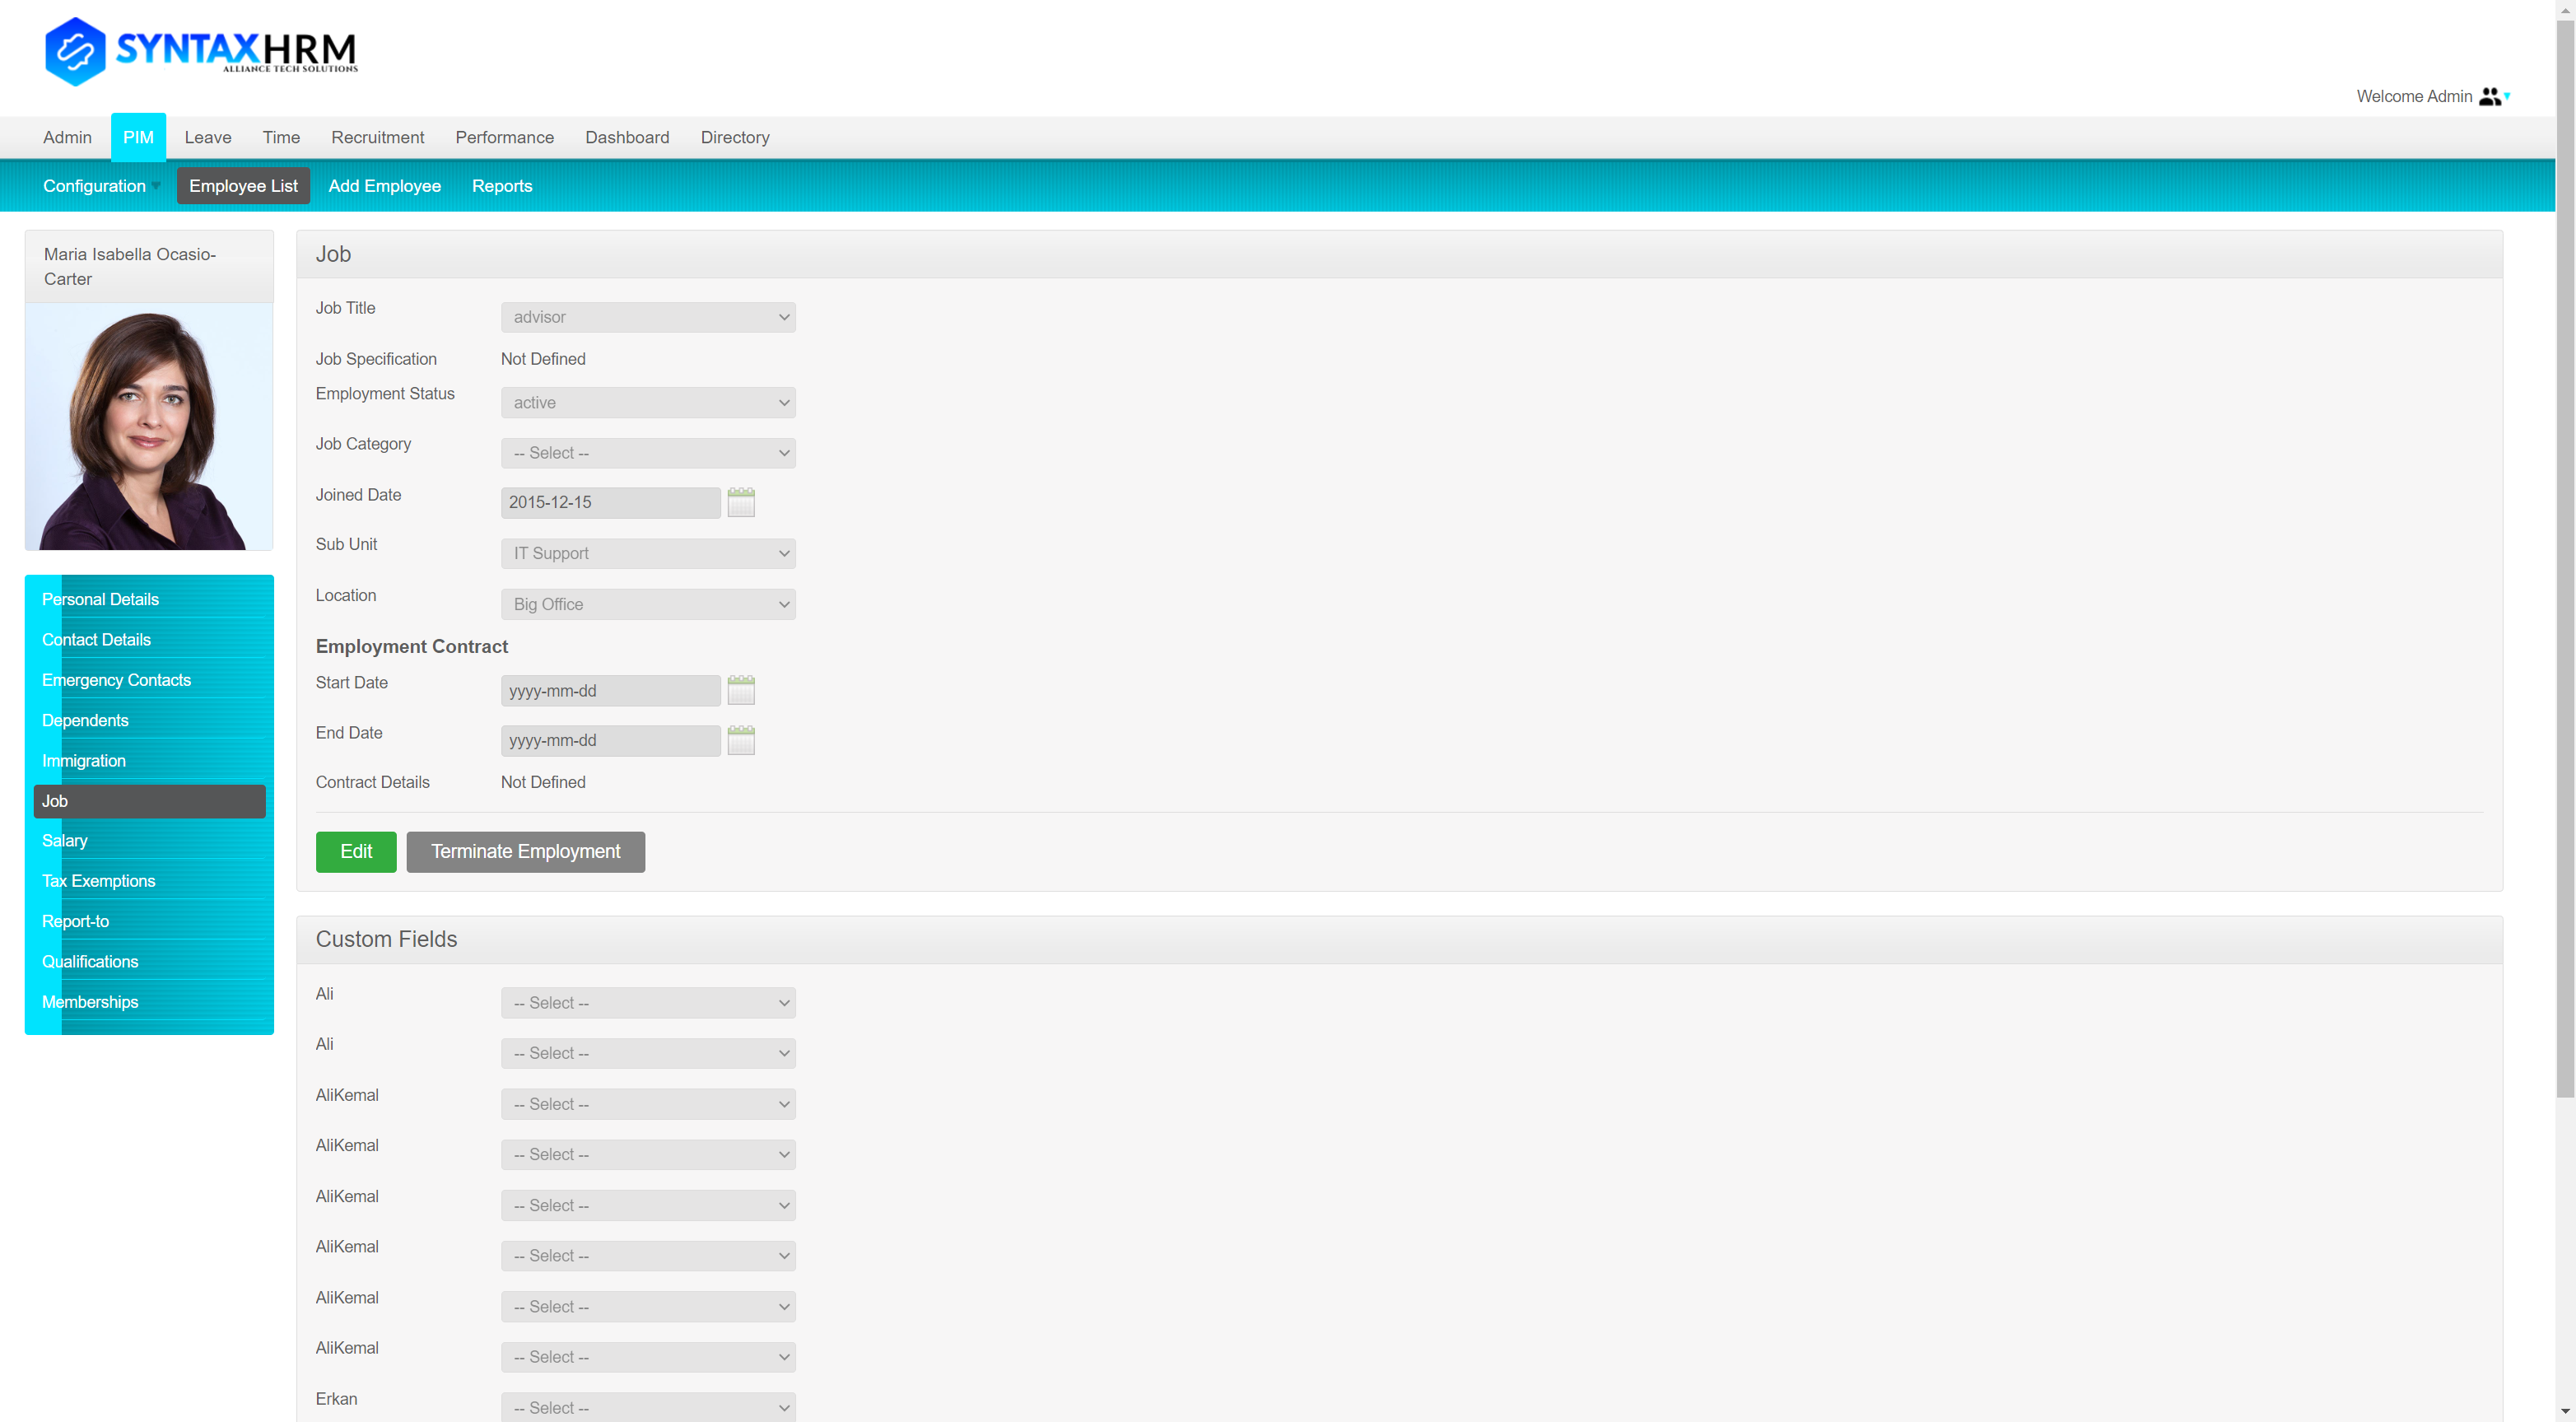 SYNTAXHRM
ALLIANCE TECH SOLUTIONS
Welcome Admin
Admin PIM Leave Time Recruitment Performance Dashboard Directory
Configuration Employee List Add Employee Reports
Maria Isabella Ocasio-
Carter
Personal Details
Contact Details
Emergency Contacts
Dependents
Immigration
Job
Salary
Tax Exemptions
Report-to
Qualifications
Memberships
Job
Job Title advisor
Job Specification Not Defined
Employment Status active
Job Category -- Select --
Joined Date 2015-12-15
Sub Unit IT Support
Location Big Office
Employment Contract
Start Date yyyy-mm-dd
End Date yyyy-mm-dd
Contract Details Not Defined
Edit Terminate Employment
Custom Fields
Ali -- Select --
Ali -- Select --
AliKemal -- Select --
AliKemal -- Select --
AliKemal -- Select --
AliKemal -- Select --
AliKemal -- Select --
AliKemal -- Select --
Erkan -- Select --